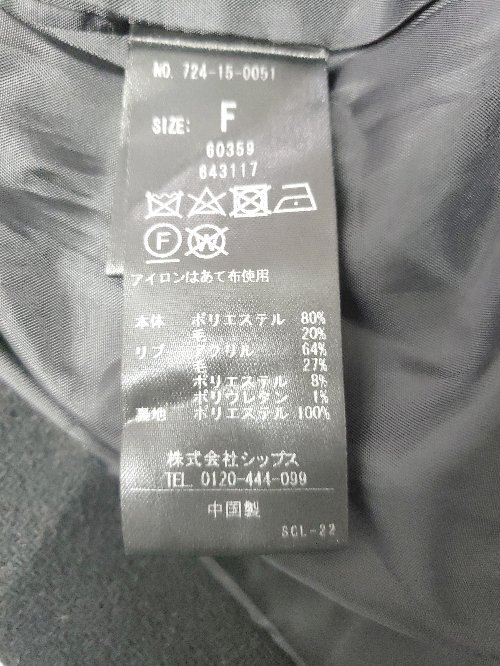 NO. 724-15-0051
SIZE: F
60359
643117
F W
アイロンはあて布使用
本体 ポリエステル 80%
毛 20%
リブ アクリル 64%
毛 27%
ポリエステル 8%
ポリウレタン 1%
裏地 ポリエステル 100%
株式会社シップス
TEL. 0120-444-099
中国製
SCL-22